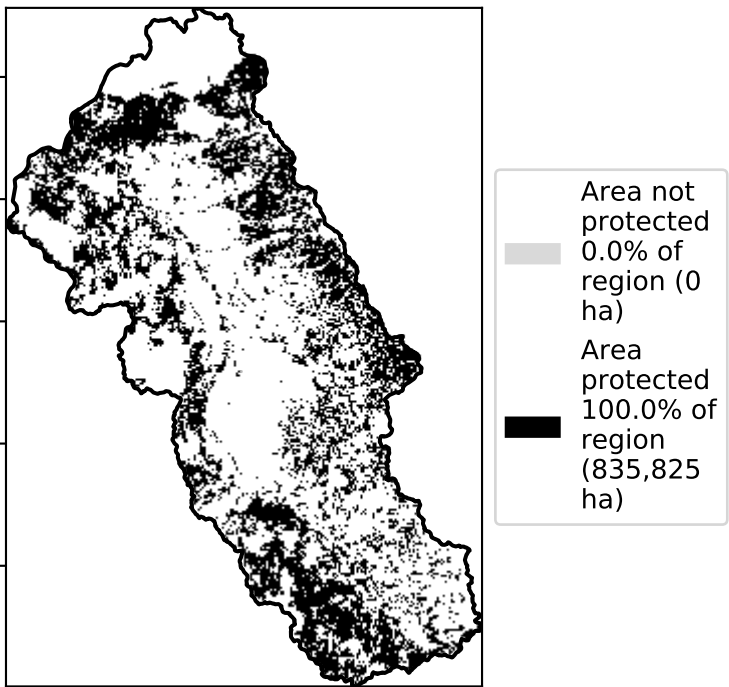 Area not
protected
0.0% of
region (0
ha)
Area
protected
100.0% of
region
(835,825
ha)